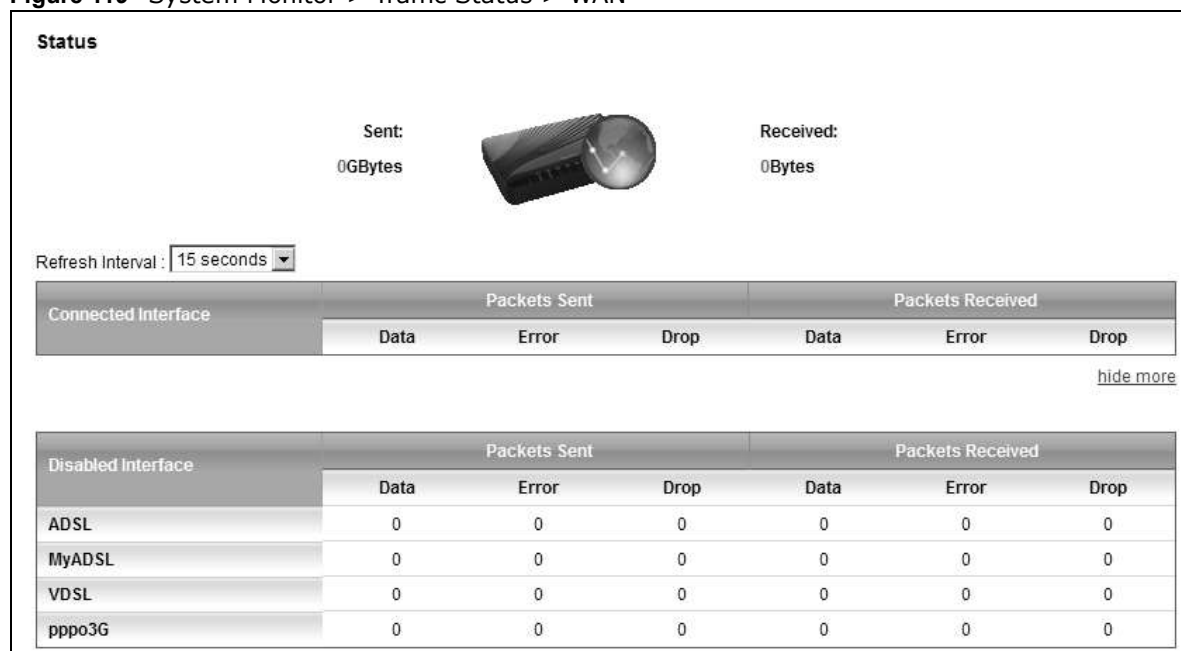 Status
Sent: Received:
0GBytes 0Bytes
Refresh Interval : 15 seconds
Connected Interface Packets Sent Packets Received
Data Error Drop Data Error Drop
hide more
Disabled Interface Packets Sent Packets Received
Data Error Drop Data Error Drop
ADSL 0 0 0 0 0 0
MyADSL 0 0 0 0 0 0
VDSL 0 0 0 0 0 0
pppo3G 0 0 0 0 0 0